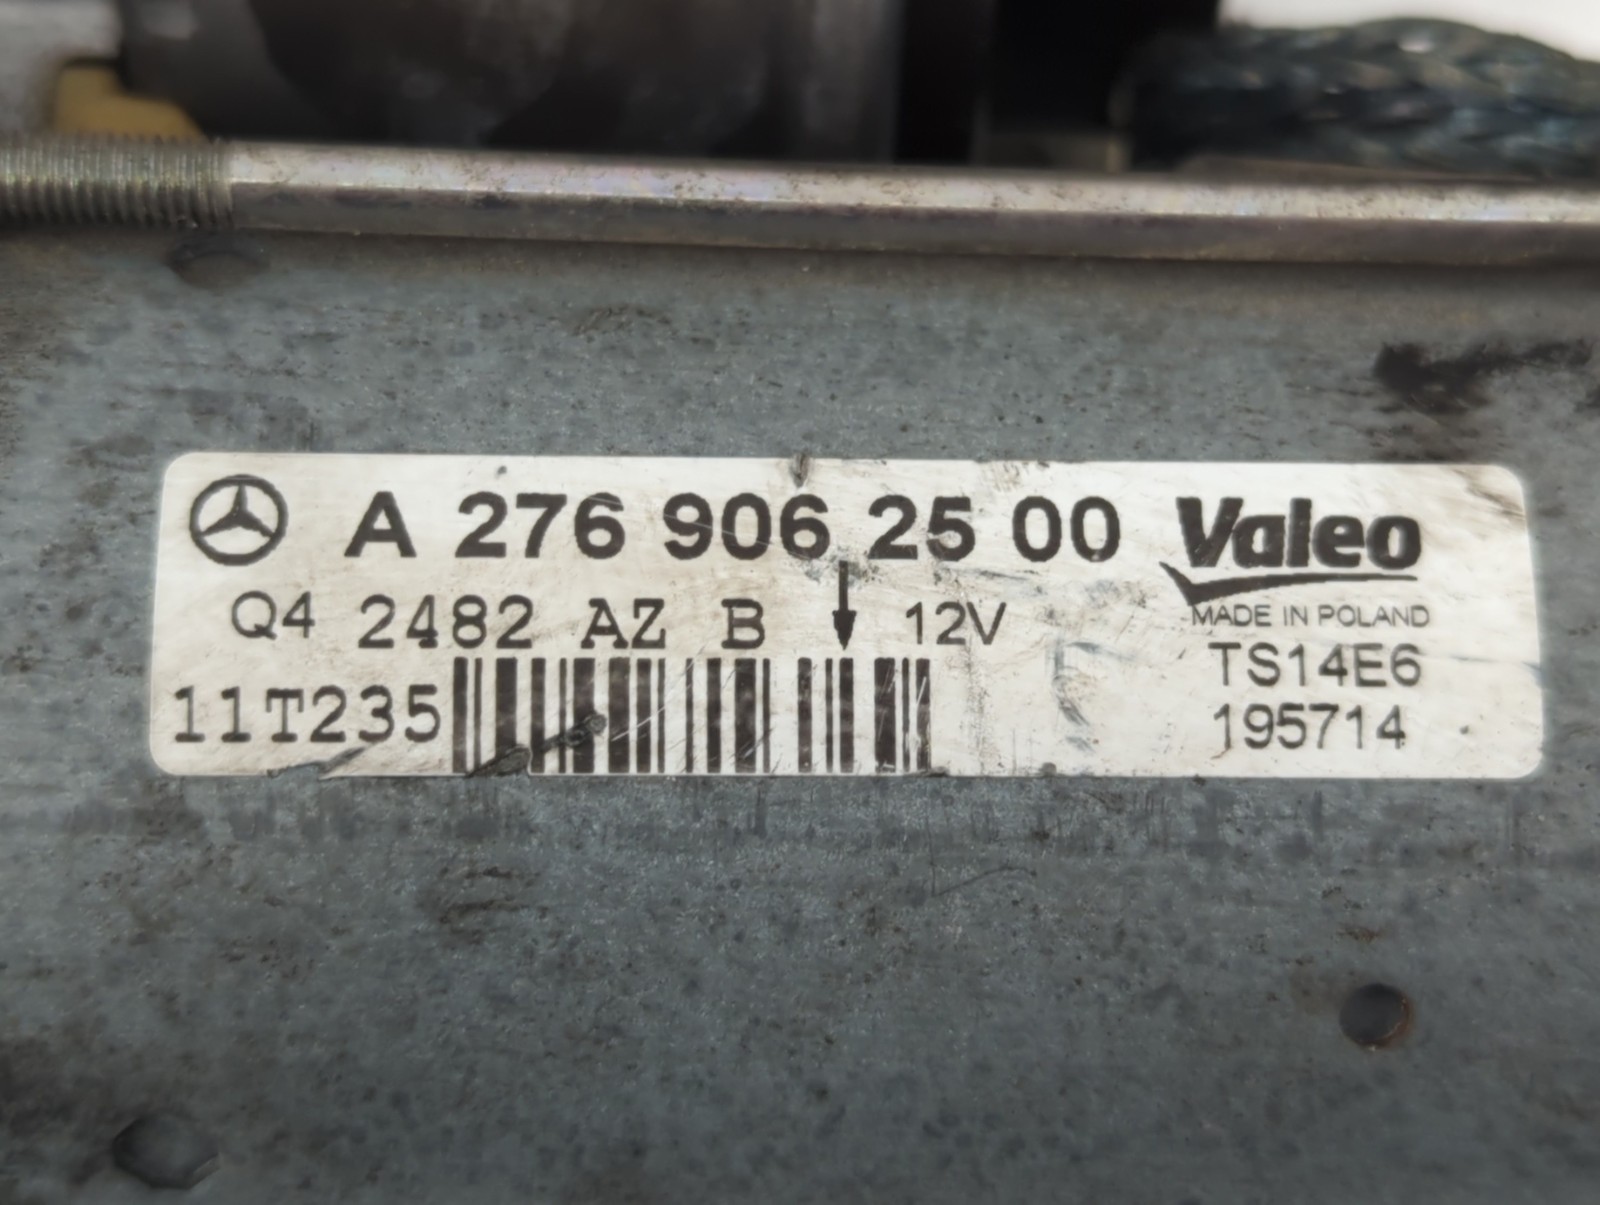 A 276 906 25 00 Valeo
Q4 2482 AZ B 12V MADE IN POLAND
TS14E6
11T235 195714